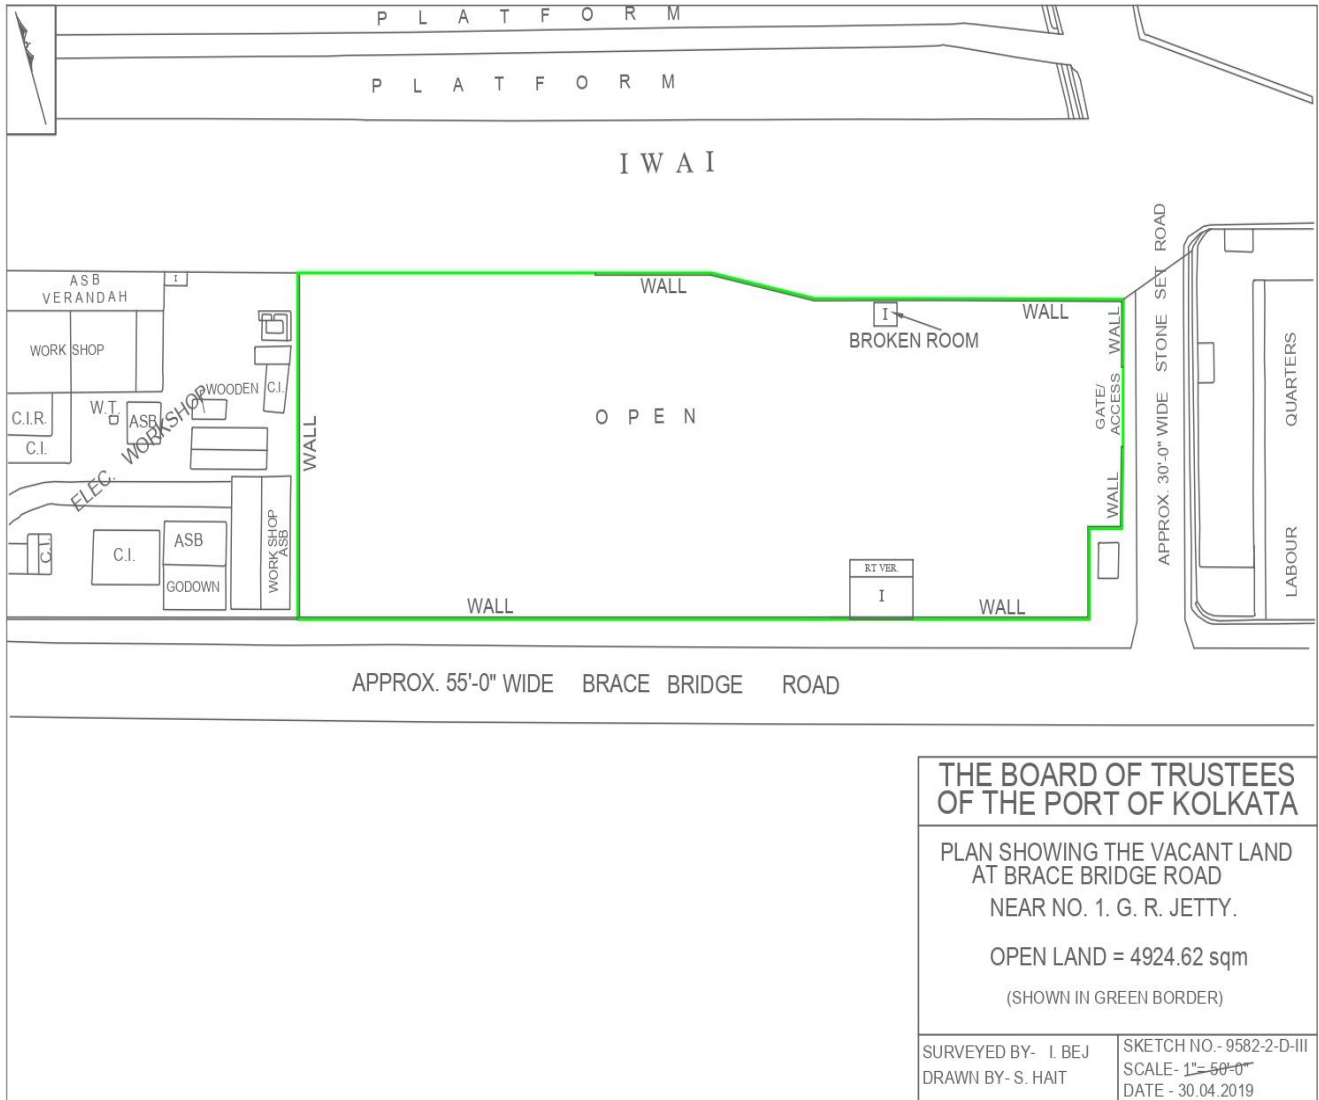 P L A T F O R M
P L A T F O R M
I W A I
ASB
VERANDAH
I
WORK SHOP
C.I.R.
C.I.
W.T.
ASB
WOODEN
C.I.
ELEC. WORKSHOP
C.I.
C.I.
ASB
GODOWN
WORK SHOP
ASB
WALL
WALL
WALL
WALL
I
BROKEN ROOM
O P E N
GATE/
ACCESS
WALL
RT VER.
I
WALL
WALL
APPROX. 30'-0" WIDE STONE SET ROAD
LABOUR QUARTERS
APPROX. 55'-0" WIDE BRACE BRIDGE ROAD
THE BOARD OF TRUSTEES
OF THE PORT OF KOLKATA
PLAN SHOWING THE VACANT LAND
AT BRACE BRIDGE ROAD
NEAR NO. 1. G. R. JETTY.
OPEN LAND = 4924.62 sqm
(SHOWN IN GREEN BORDER)
SURVEYED BY- I. BEJ
DRAWN BY- S. HAIT
SKETCH NO.- 9582-2-D-III
SCALE- 1"= 50'-0"
DATE - 30.04.2019